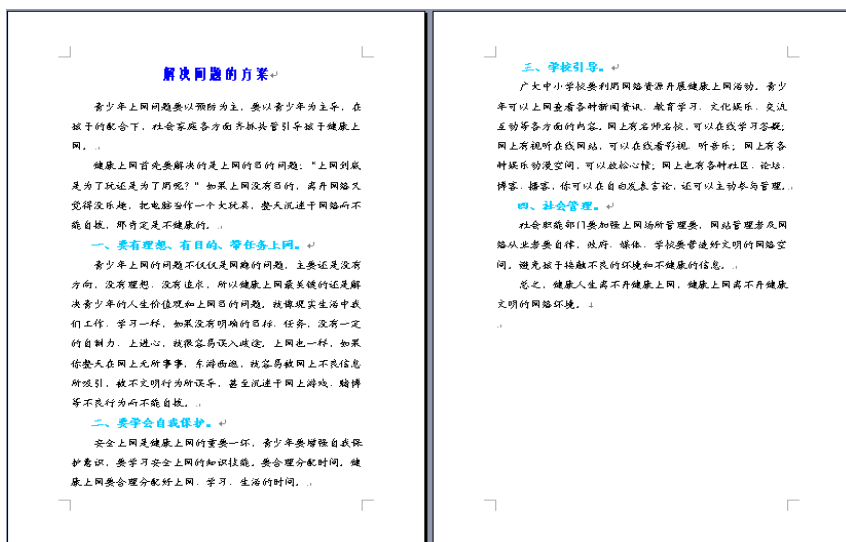 解决问题的方案
青少年上网问题要以预防为主，要以青少年为主导，在
孩子的配合下，社会家庭各方面齐抓共管引导孩子健康上
网。
健康上网首先要解决的是上网的目的问题："上网到底
是为了玩还是为了用呢？"如果上网没有目的，离开网络又
觉得没乐趣，把电脑当作一个大玩具，整天沉迷于网络而不
能自拔，那肯定是不健康的。
一、要有理想、有目的、带任务上网。
青少年上网的问题不仅仅是网瘾的问题，主要还是没有
方向，没有理想、没有追求，所以健康上网最关键的还是解
决青少年的人生价值观和上网目的问题。就像现实生活中我
们工作、学习一样，如果没有明确的目标、任务，没有一定
的自制力、上进心，就很容易误入歧途。上网也一样，如果
你整天在网上无所事事，东游西逛，就容易被网上不良信息
所吸引，被不文明行为所误导，甚至沉迷于网上游戏、赌博
等不良行为而不能自拔。
二、要学会自我保护。
安全上网是健康上网的重要一环，青少年要增强自我保
护意识，要学习安全上网的知识技能。要合理分配时间。健
康上网要合理分配好上网、学习、生活的时间。
三、学校引导。
广大中小学校要利用网络资源开展健康上网活动。青少
年可以上网查看各种新闻资讯、教育学习、文化娱乐、交流
互动等各方面的内容。网上有名师名校，可以在线学习答疑；
网上有视听在线网站，可以在线看影视、听音乐；网上有各
种娱乐动漫空间，可以放松心情；网上也有各种社区、论坛、
博客、播客，你可以在自由发表言论，还可以主动参与管理。
四、社会管理。
社会职能部门要加强上网场所管理要，网站管理者及网
络从业者要自律，政府、媒体、学校要营造好文明的网络空
间。避免孩子接触不良的环境和不健康的信息。
总之，健康人生离不开健康上网，健康上网离不开健康
文明的网络环境。